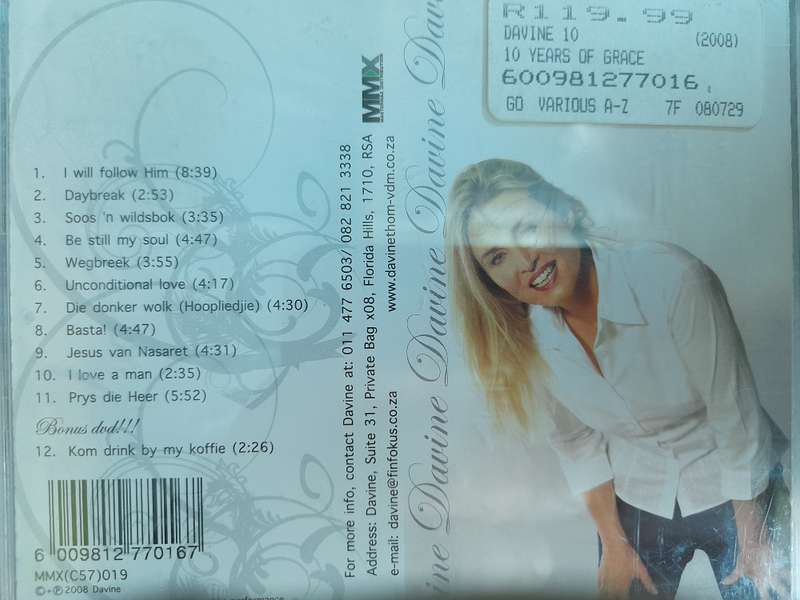 1. I will follow Him (8:39)
2. Daybreak (2:53)
3. Soos 'n wildsbok (3:35)
4. Be still my soul (4:47)
5. Wegbreek (3:55)
6. Unconditional love (4:17)
7. Die donker wolk (Hoopliedjie) (4:30)
8. Basta! (4:47)
9. Jesus van Nasaret (4:31)
10. I love a man (2:35)
11. Prys die Heer (5:52)
Bonus dvd!!!
12. Kom drink by my koffie (2:26)
6 009812 770167
MMX(C57)019
©+℗2008 Davine
performance
For more info, contact Davine at: 011 477 6503/ 082 821 3338
Address: Davine, Suite 31, Private Bag x08, Florida Hills, 1710, RSA
e-mail: davine@finfokus.co.za www.davinethom-vdm.co.za
MMX
ine Davine Davine Davine Dav
R119.99
DAVINE 10 (2008)
10 YEARS OF GRACE
600981277016
GO VARIOUS A-Z 7F 080729